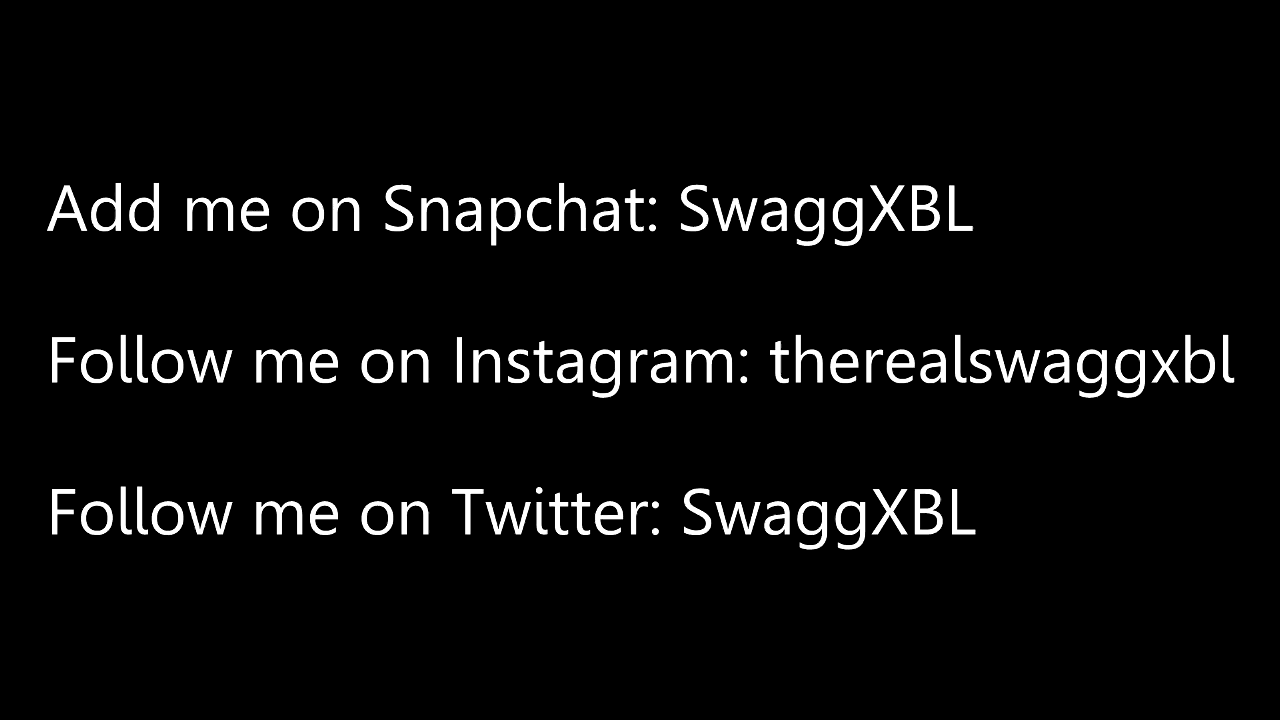 Add me on Snapchat: SwaggXBL
Follow me on Instagram: therealswaggxbl
Follow me on Twitter: SwaggXBL